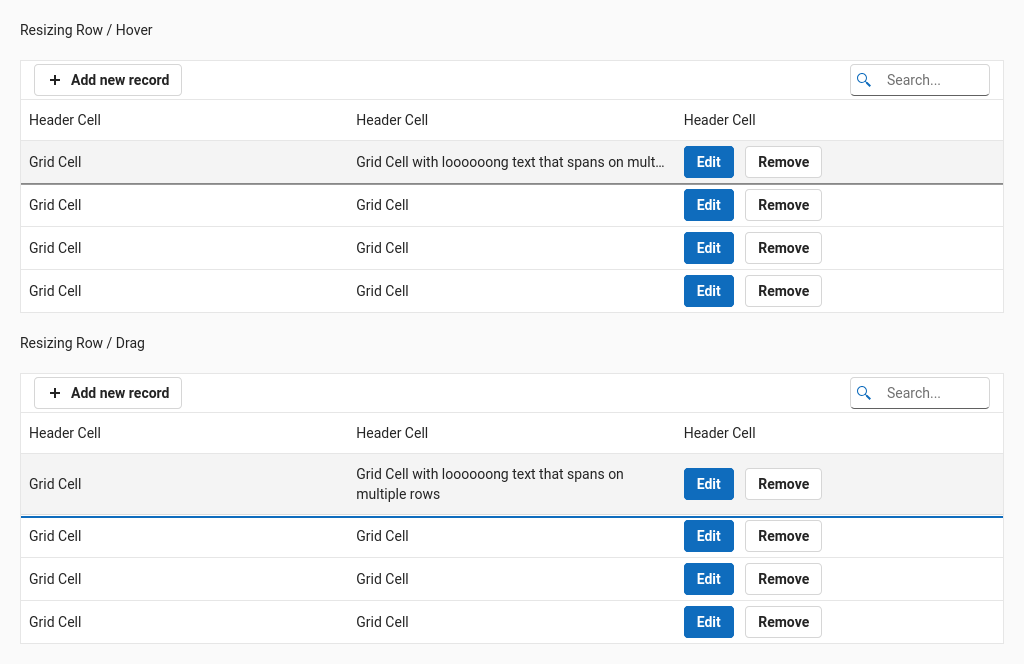 Resizing Row / Hover
Add new record Search...
Header Cell Header Cell Header Cell
Grid Cell Grid Cell with loooooong text that spans on mult… Edit Remove
Grid Cell Grid Cell Edit Remove
Grid Cell Grid Cell Edit Remove
Grid Cell Grid Cell Edit Remove
Resizing Row / Drag
Add new record Search...
Header Cell Header Cell Header Cell
Grid Cell Grid Cell with loooooong text that spans on multiple rows Edit Remove
Grid Cell Grid Cell Edit Remove
Grid Cell Grid Cell Edit Remove
Grid Cell Grid Cell Edit Remove